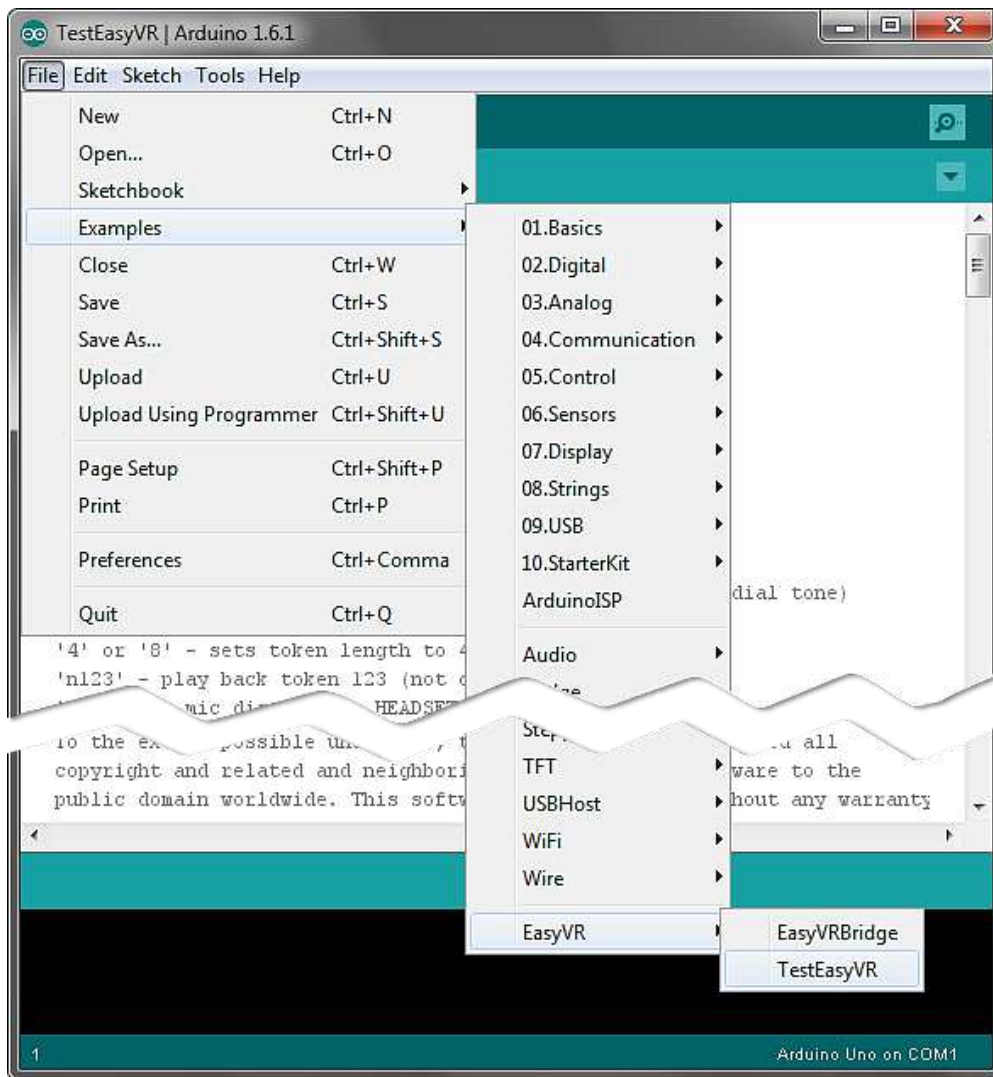 TestEasyVR | Arduino 1.6.1
File Edit Sketch Tools Help
New Ctrl+N
Open... Ctrl+O
Sketchbook
Examples
Close Ctrl+W
Save Ctrl+S
Save As... Ctrl+Shift+S
Upload Ctrl+U
Upload Using Programmer Ctrl+Shift+U
Page Setup Ctrl+Shift+P
Print Ctrl+P
Preferences Ctrl+Comma
Quit Ctrl+Q
01.Basics
02.Digital
03.Analog
04.Communication
05.Control
06.Sensors
07.Display
08.Strings
09.USB
10.StarterKit
ArduinoISP
Audio
TFT
USBHost
WiFi
Wire
EasyVR
EasyVRBridge
TestEasyVR
dial tone)
'4' or '8' - sets token length to 4
'n123' - play back token 123 (not
mic HEADSET
To the possible all
copyright and related and neighbori ware to the
public domain worldwide. This softw hout any warranty
1 Arduino Uno on COM1